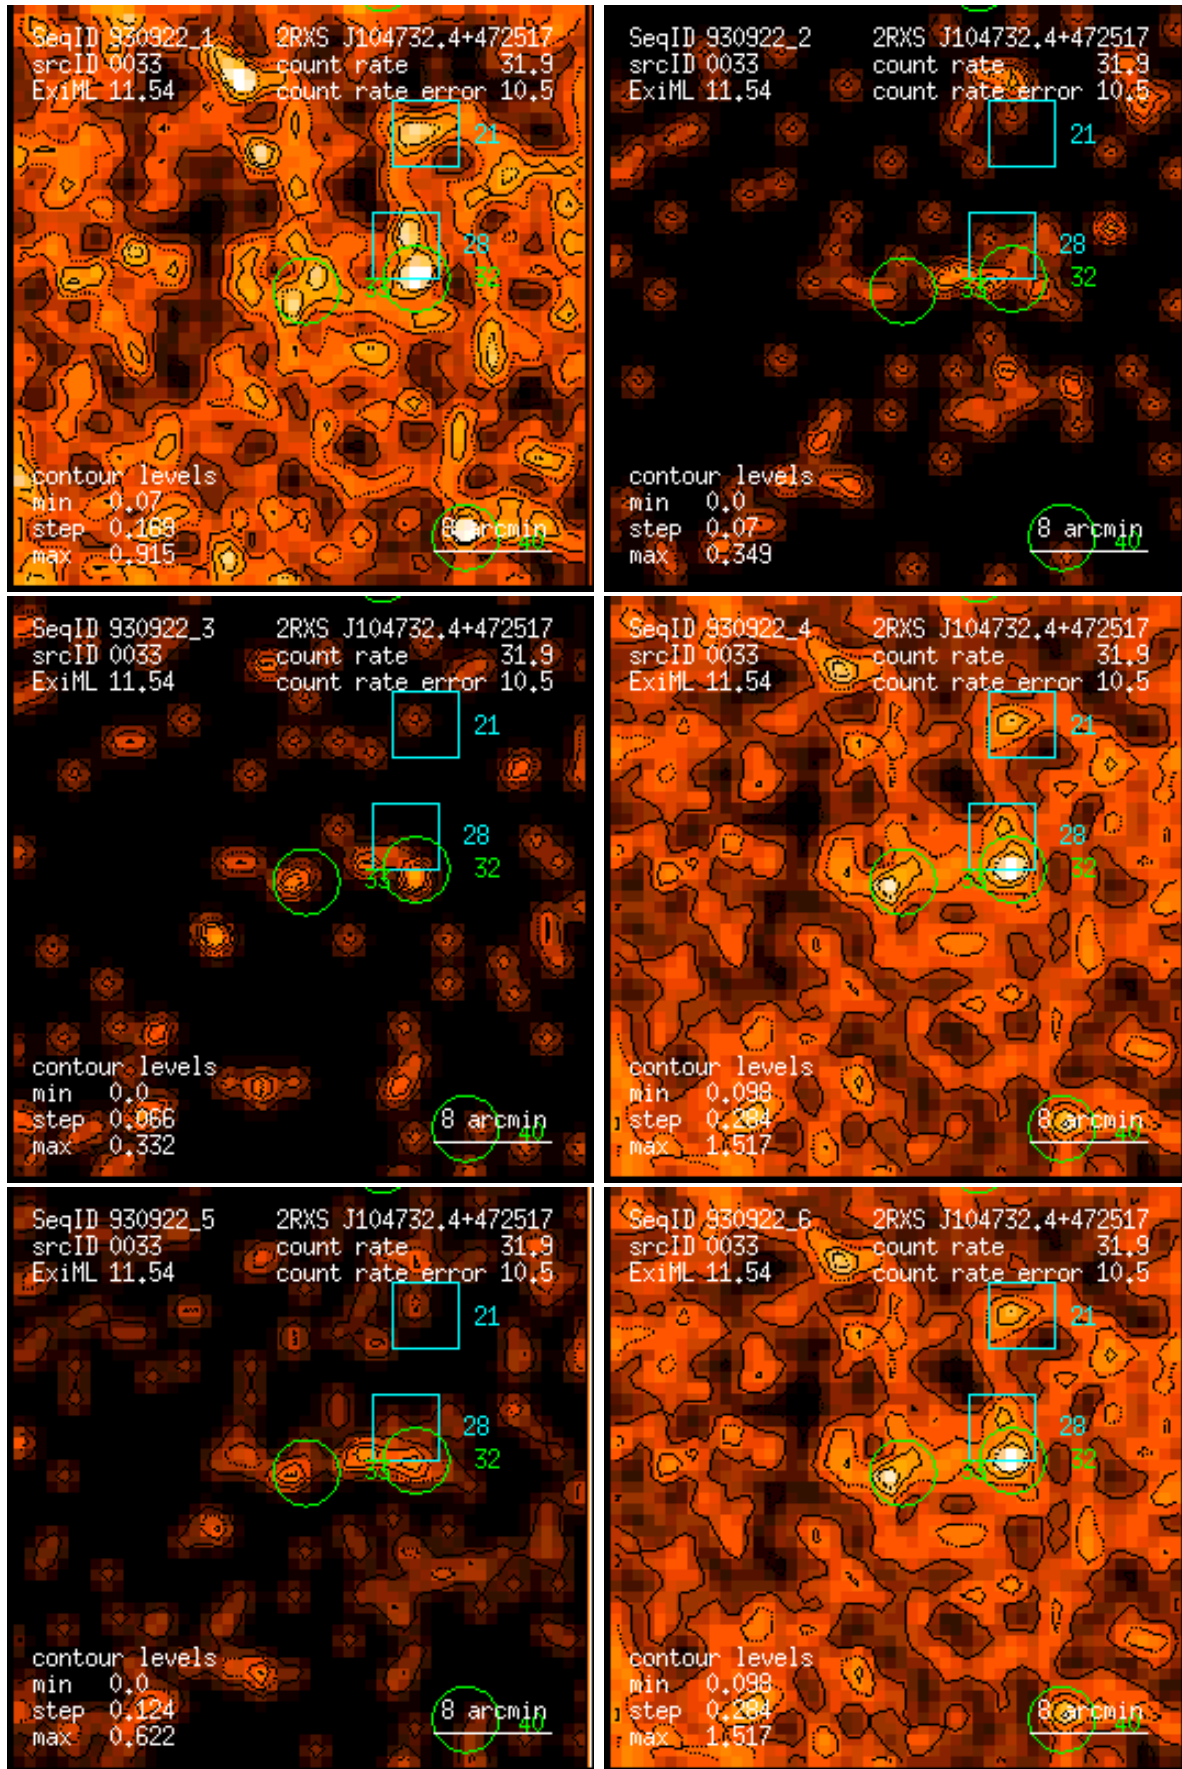 SeqID 930922_1 2RXS J104732.4+472517
srcID 0033 count rate 31.9
ExiML 11.54 count rate error 10.5
21
28
33 32
contour levels
min 0.07
step 0.169 8 arcmin
max 0.915 40
SeqID 930922_2 2RXS J104732.4+472517
srcID 0033 count rate 31.9
ExiML 11.54 count rate error 10.5
21
28
33 32
contour levels
min 0.0
step 0.07 8 arcmin
max 0.349 40
SeqID 930922_3 2RXS J104732.4+472517
srcID 0033 count rate 31.9
ExiML 11.54 count rate error 10.5
21
28
33 32
contour levels
min 0.0
step 0.066 8 arcmin
max 0.332 40
SeqID 930922_4 2RXS J104732.4+472517
srcID 0033 count rate 31.9
ExiML 11.54 count rate error 10.5
21
28
33 32
contour levels
min 0.098
step 0.284 8 arcmin
max 1.517 40
SeqID 930922_5 2RXS J104732.4+472517
srcID 0033 count rate 31.9
ExiML 11.54 count rate error 10.5
21
28
33 32
contour levels
min 0.0
step 0.124 8 arcmin
max 0.622 40
SeqID 930922_6 2RXS J104732.4+472517
srcID 0033 count rate 31.9
ExiML 11.54 count rate error 10.5
21
28
33 32
contour levels
min 0.098
step 0.284 8 arcmin
max 1.517 40